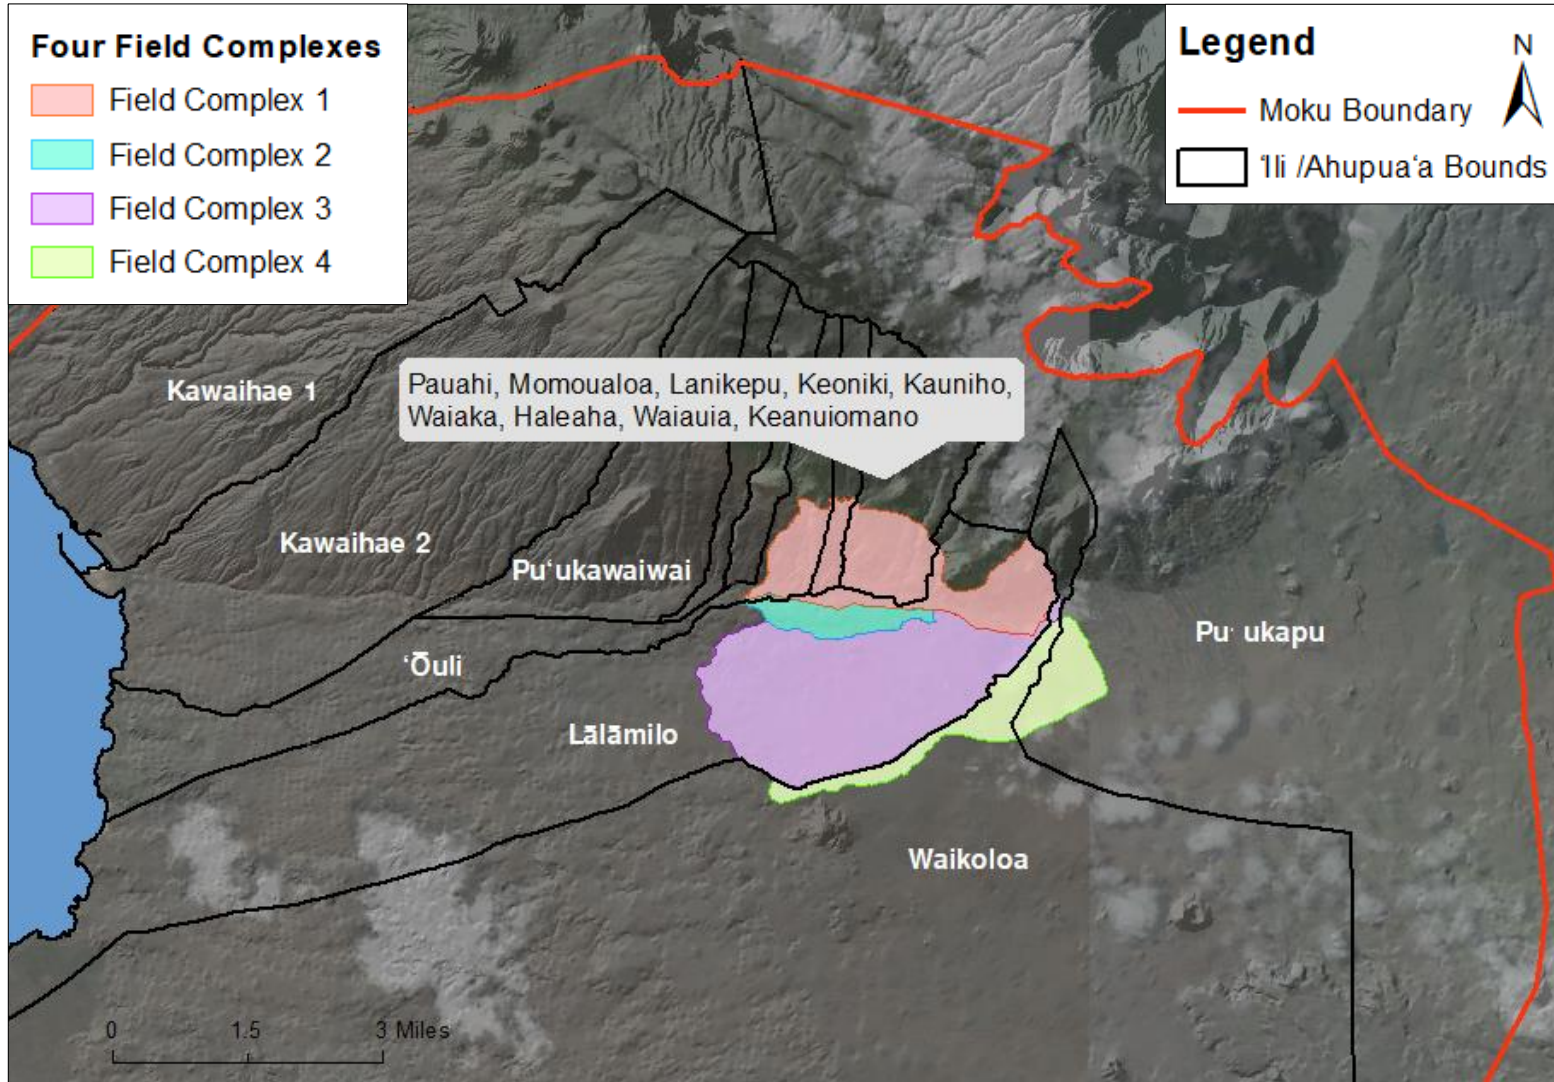 Four Field Complexes
Field Complex 1
Field Complex 2
Field Complex 3
Field Complex 4
Legend
N
Moku Boundary
ʻIli /Ahupuaʻa Bounds
Kawaihae 1
Pauahi, Momoualoa, Lanikepu, Keoniki, Kauniho,
Waiaka, Haleaha, Waiauia, Keanuiomano
Kawaihae 2
Puʻukawaiwai
Pu ukapu
ʻŌuli
Lālāmilo
Waikoloa
0 1.5 3 Miles